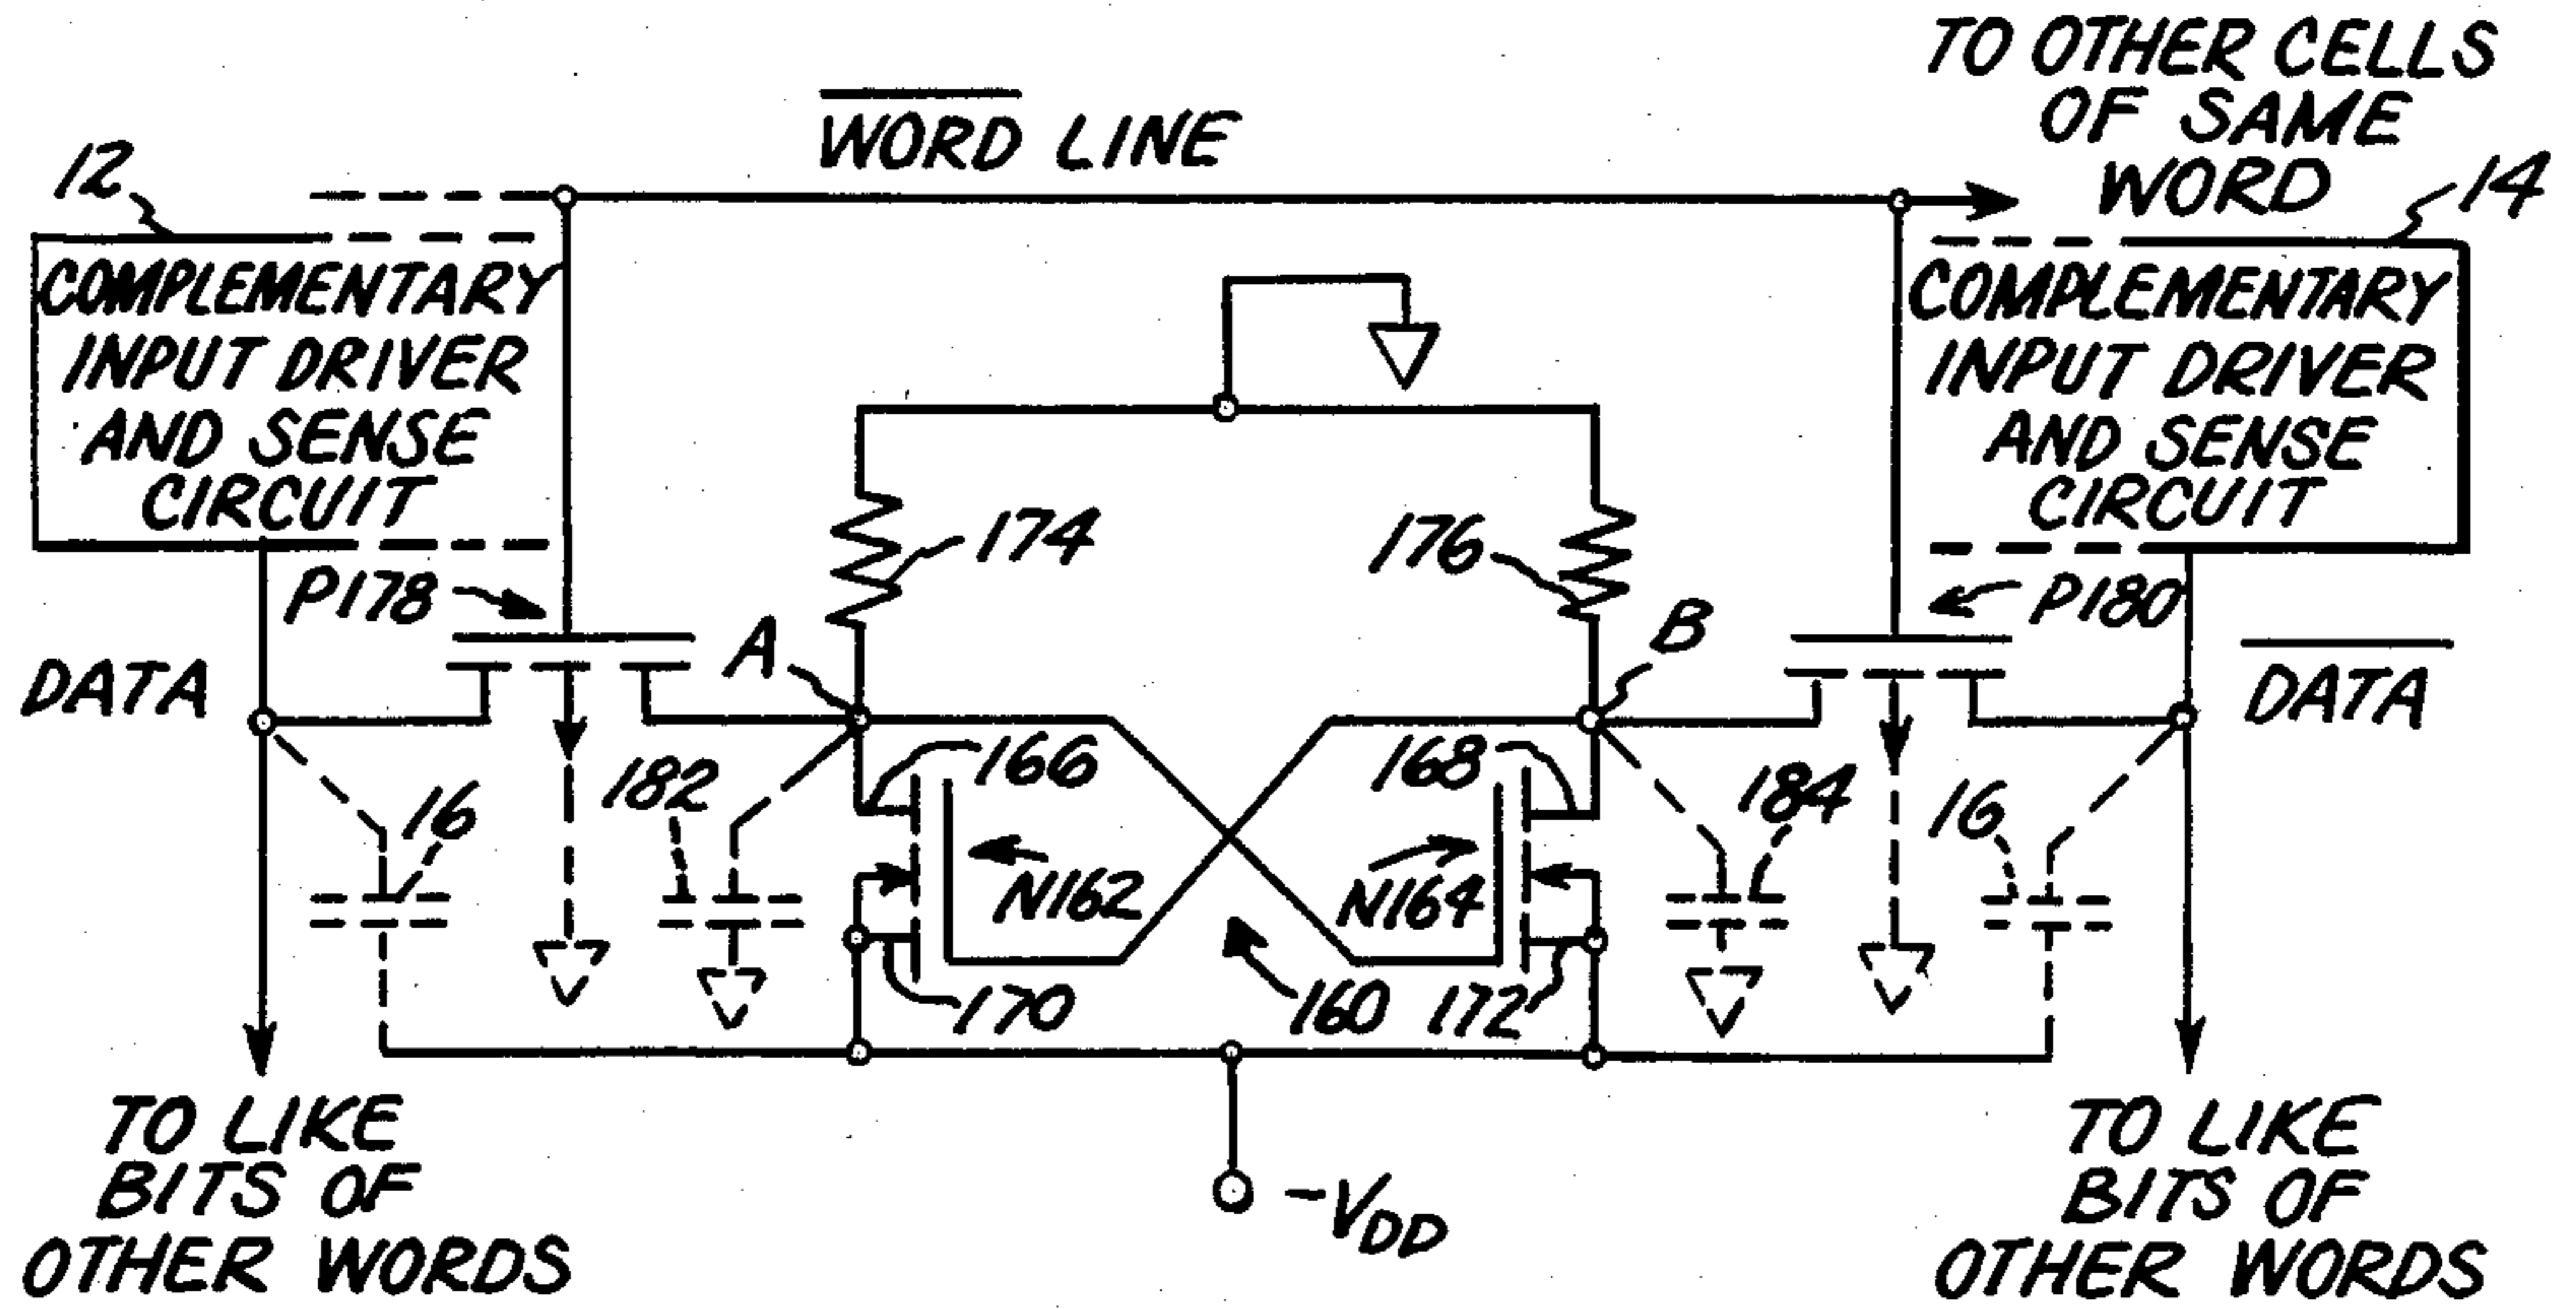 TO OTHER CELLS
OF SAME
WORD
W̅O̅R̅D̅ LINE
12
14
COMPLEMENTARY
INPUT DRIVER
AND SENSE
CIRCUIT
COMPLEMENTARY
INPUT DRIVER
AND SENSE
CIRCUIT
174
176
P178
P180
A
B
DATA
D̅A̅T̅A̅
166
168
182
184
16
16
N162
N164
170
160
172
TO LIKE
BITS OF
OTHER WORDS
-VDD
TO LIKE
BITS OF
OTHER WORDS